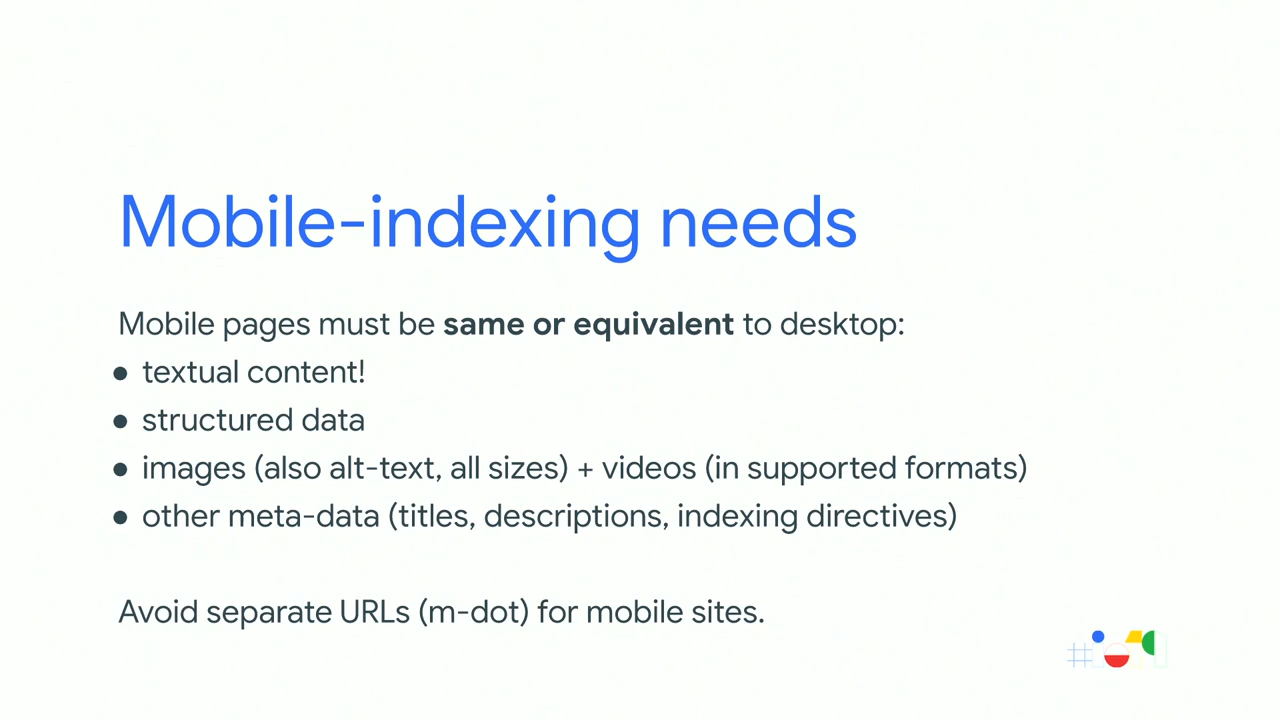 Mobile-indexing needs
Mobile pages must be same or equivalent to desktop:
● textual content!
● structured data
● images (also alt-text, all sizes) + videos (in supported formats)
● other meta-data (titles, descriptions, indexing directives)
Avoid separate URLs (m-dot) for mobile sites.